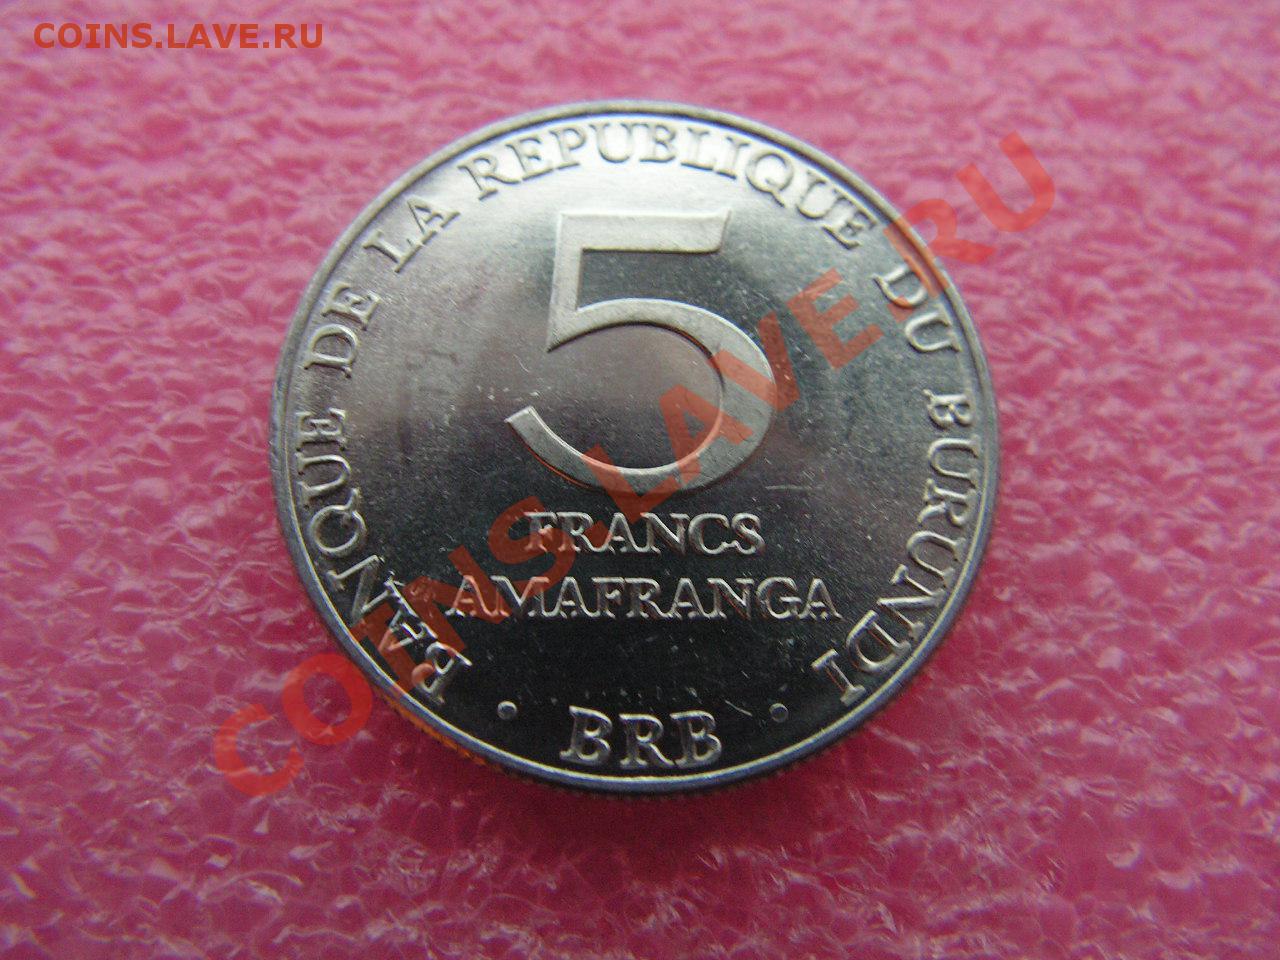 COINS.LAVE.RU
BANQUE DE LA REPUBLIQUE DU BURUNDI
5
FRANCS
AMAFRANGA
· BRB ·
COINS.LAVE.RU